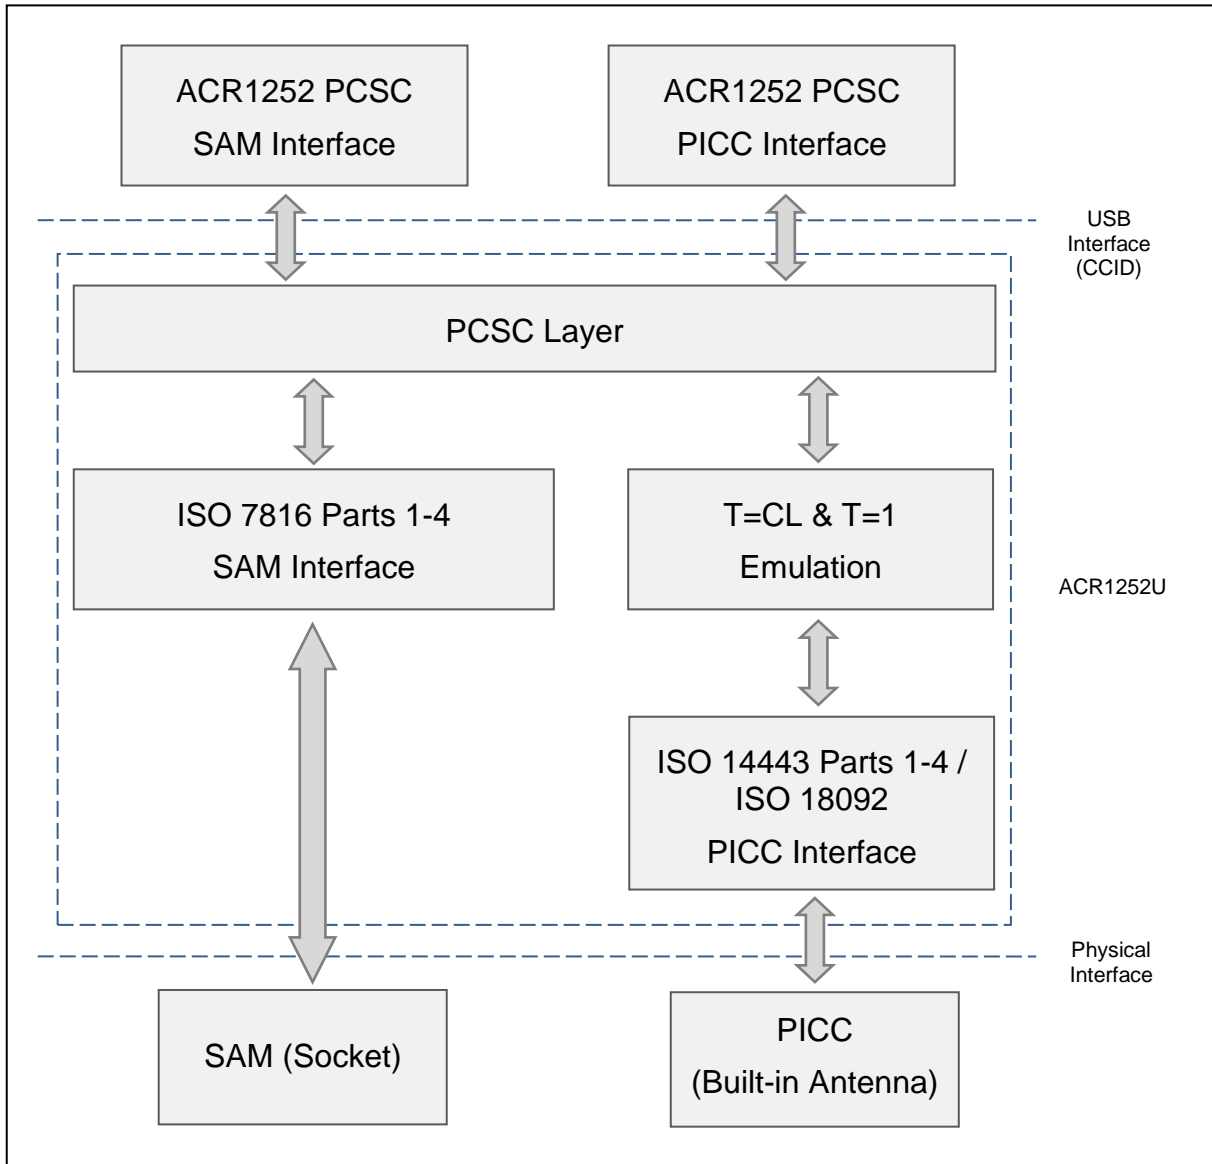 ACR1252 PCSC
SAM Interface
ACR1252 PCSC
PICC Interface
USB
Interface
(CCID)
PCSC Layer
ISO 7816 Parts 1-4
SAM Interface
T=CL & T=1
Emulation
ACR1252U
ISO 14443 Parts 1-4 /
ISO 18092
PICC Interface
Physical
Interface
SAM (Socket)
PICC
(Built-in Antenna)